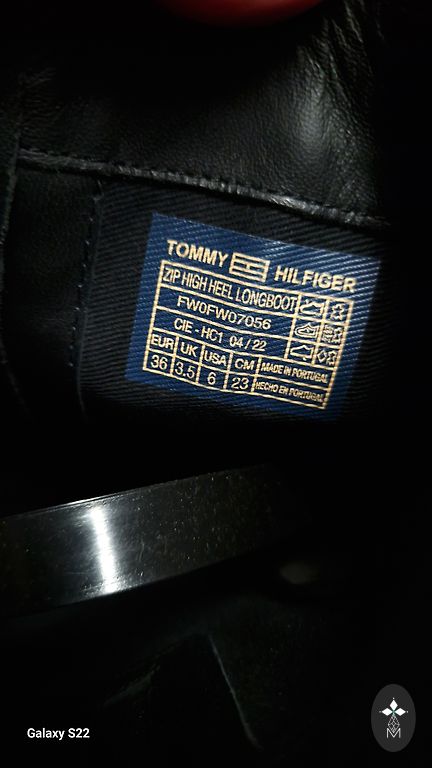 TOMMY HILFIGER
ZIP HIGH HEEL LONGBOOT
FW0FW07056
CIE - HC1 04/22
EUR UK USA CM MADE IN PORTUGAL
36 3.5 6 23 HECHO EN PORTUGAL
Galaxy S22
M